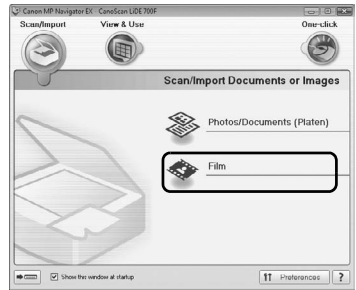 Canon MP Navigator EX - CanoScan LiDE 700F
Scan/Import View & Use One-click
Scan/Import Documents or Images
Photos/Documents (Platen)
Film
Show this window at startup Preferences ?